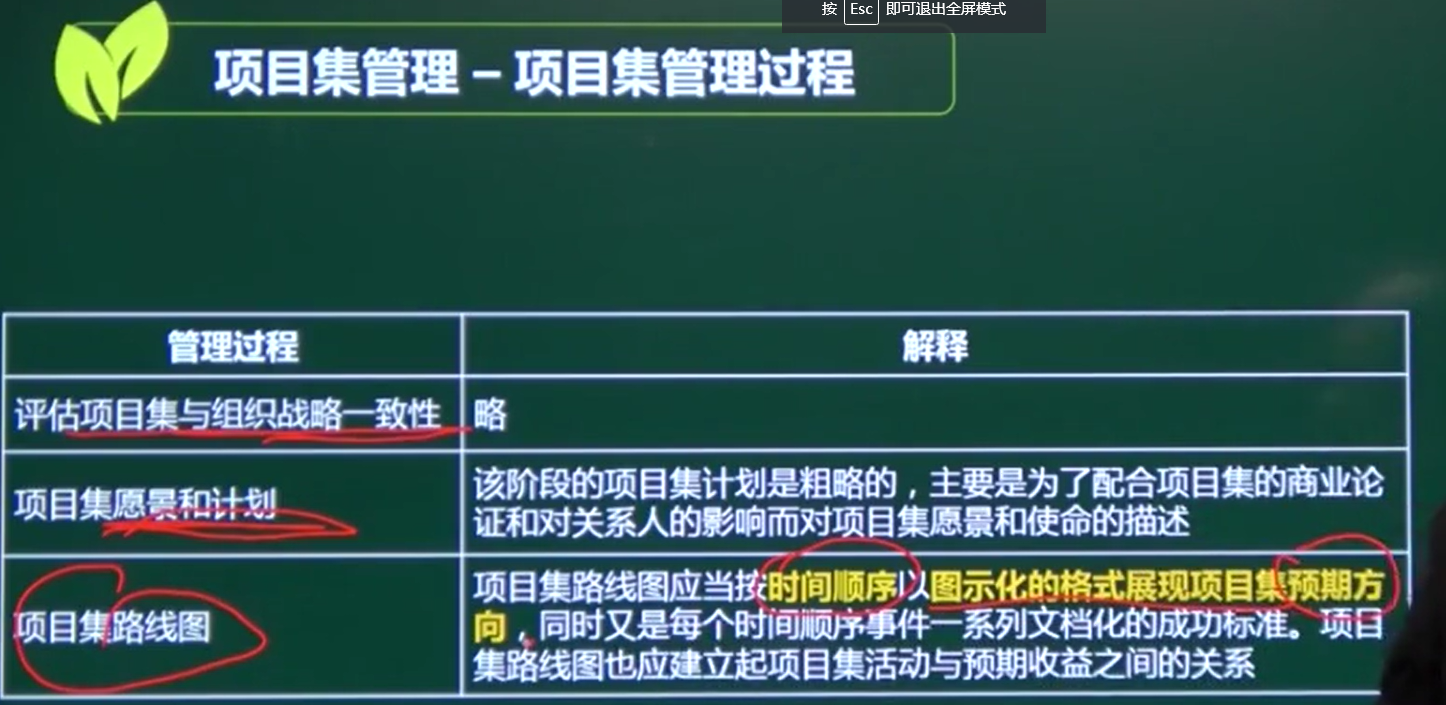 按 Esc 即可退出全屏模式
项目集管理 – 项目集管理过程
管理过程
解释
评估项目集与组织战略一致性
略
项目集愿景和计划
该阶段的项目集计划是粗略的，主要是为了配合项目集的商业论
证和对关系人的影响而对项目集愿景和使命的描述
项目集路线图
项目集路线图应当按时间顺序以图示化的格式展现项目集预期方
向，同时又是每个时间顺序事件一系列文档化的成功标准。项目
集路线图也应建立起项目集活动与预期收益之间的关系